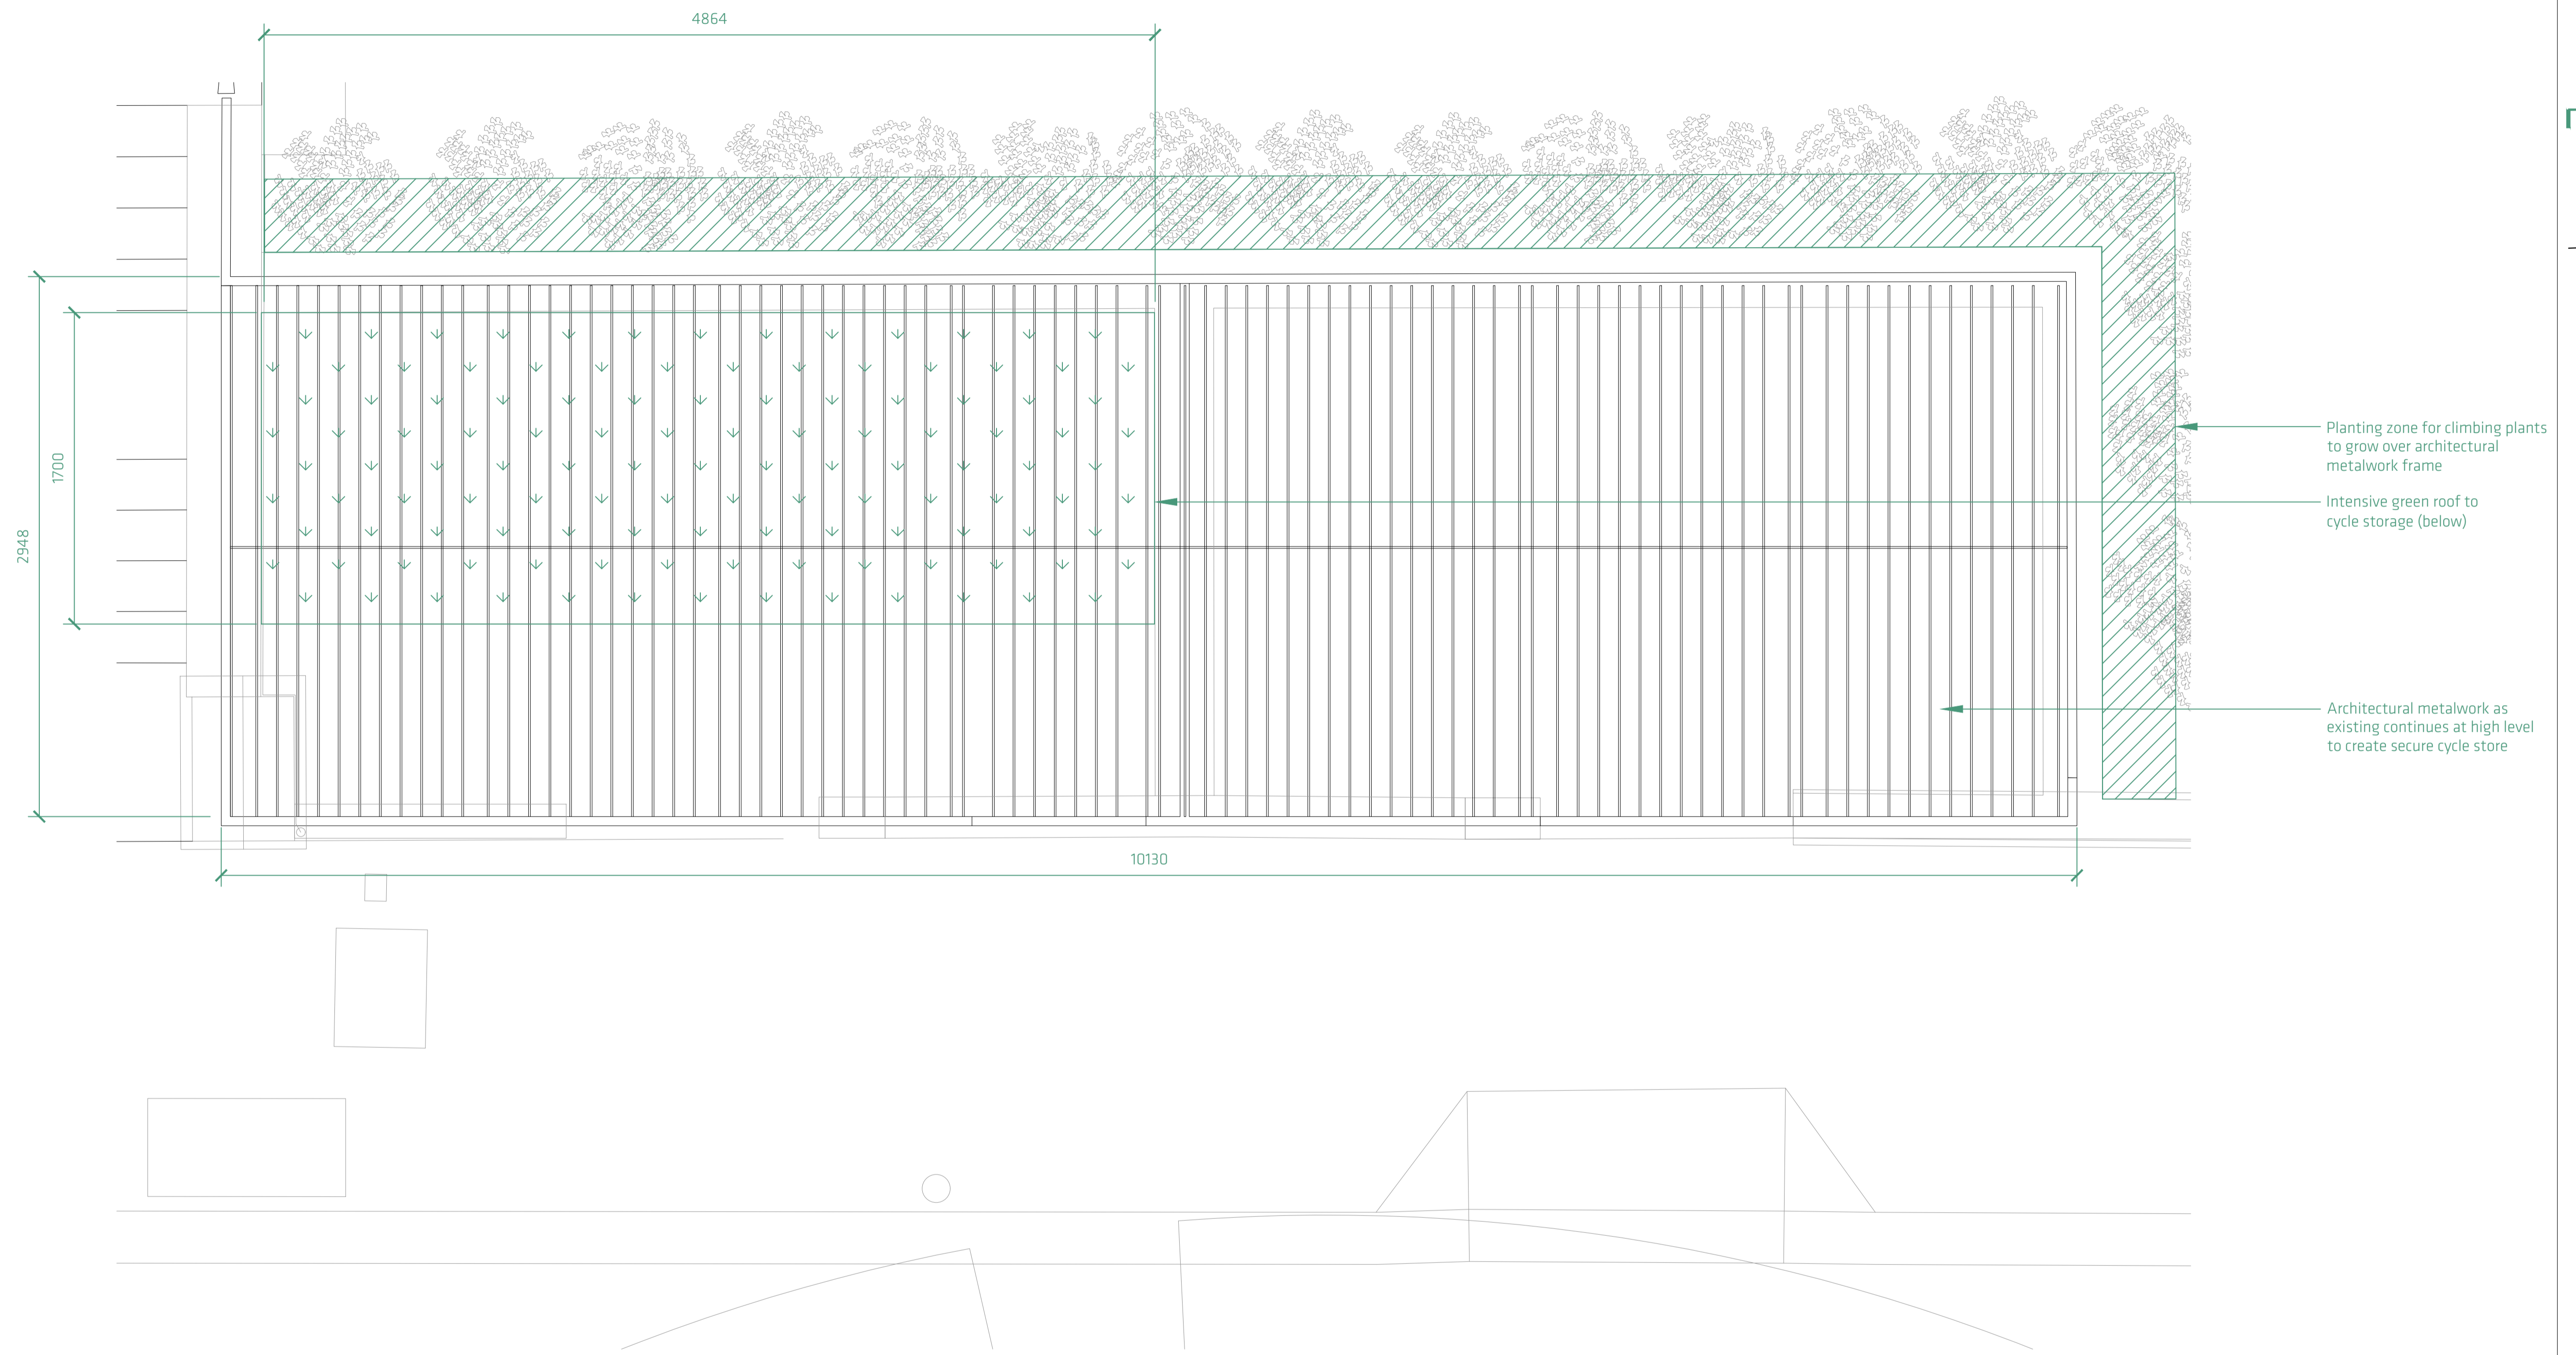 4864
1700
2948
Planting zone for climbing plants
to grow over architectural
metalwork frame
Intensive green roof to
cycle storage (below)
Architectural metalwork as
existing continues at high level
to create secure cycle store
10130